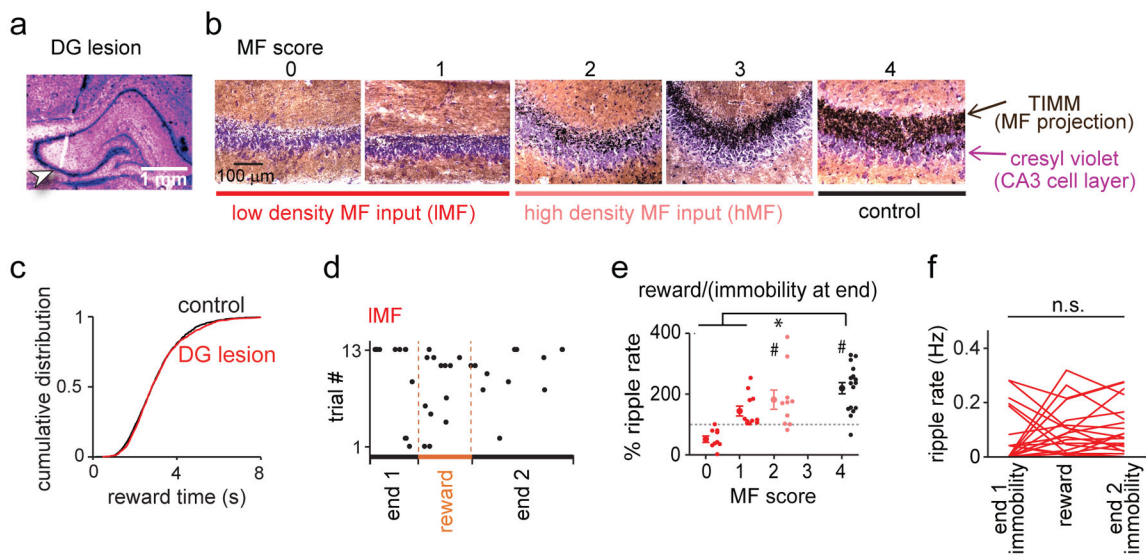 a
DG lesion
1 mm
b
MF score
0
1
2
3
4
100 µm
TIMM
(MF projection)
cresyl violet
(CA3 cell layer)
low density MF input (lMF)
high density MF input (hMF)
control
c
cumulative distribution
1
0.5
0
4
8
control
DG lesion
reward time (s)
d
lMF
trial #
13
1
end 1
reward
end 2
e
reward/(immobility at end)
*
#
#
% ripple rate
400
200
0
0
1
2
3
4
MF score
f
n.s.
ripple rate (Hz)
0.4
0.2
0
end 1
immobility
reward
end 2
immobility